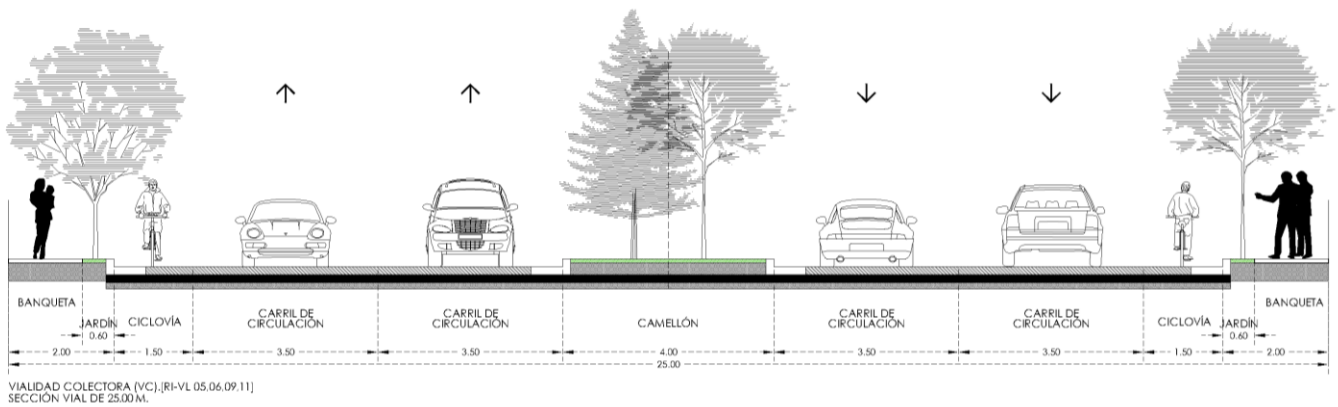 BANQUETA
JARDÍN
0.60
CICLOVÍA
CARRIL DE
CIRCULACIÓN
CARRIL DE
CIRCULACIÓN
CAMELLÓN
CARRIL DE
CIRCULACIÓN
CARRIL DE
CIRCULACIÓN
CICLOVÍA
JARDÍN
0.60
BANQUETA
2.00
1.50
3.50
3.50
4.00
3.50
3.50
1.50
2.00
25.00
VIALIDAD COLECTORA (VC).[RI-VL 05,06,09,11]
SECCIÓN VIAL DE 25.00 M.